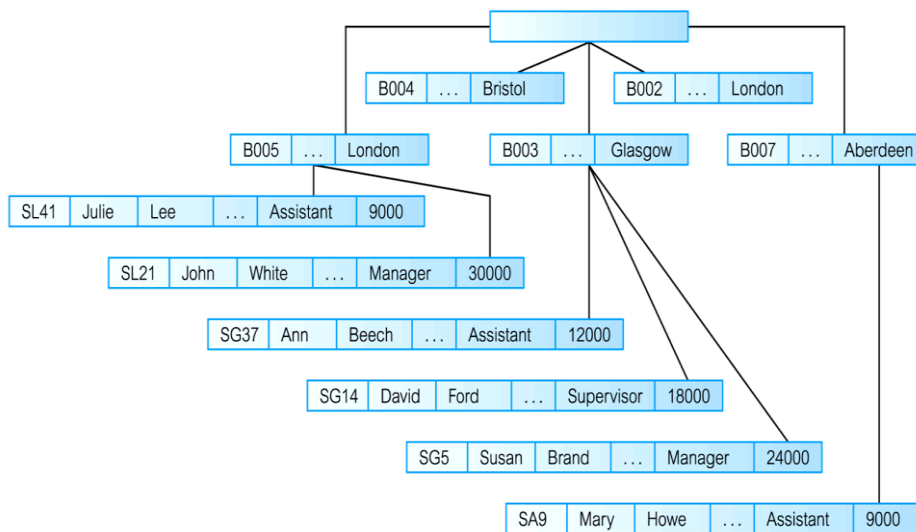 B004 ... Bristol
B002 ... London
B005 ... London
B003 ... Glasgow
B007 ... Aberdeen
SL41 Julie Lee ... Assistant 9000
SL21 John White ... Manager 30000
SG37 Ann Beech ... Assistant 12000
SG14 David Ford ... Supervisor 18000
SG5 Susan Brand ... Manager 24000
SA9 Mary Howe ... Assistant 9000